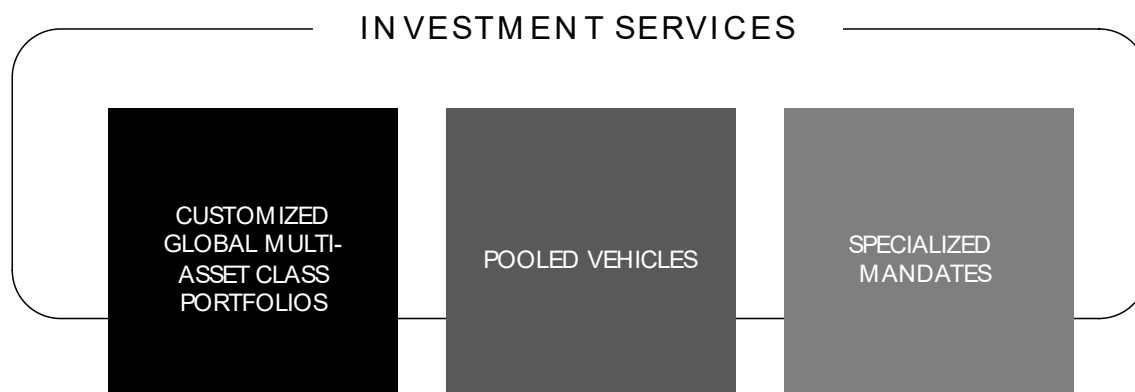 INVESTMENT SERVICES
CUSTOMIZED
GLOBAL MULTI-
ASSET CLASS
PORTFOLIOS
POOLED VEHICLES
SPECIALIZED
MANDATES